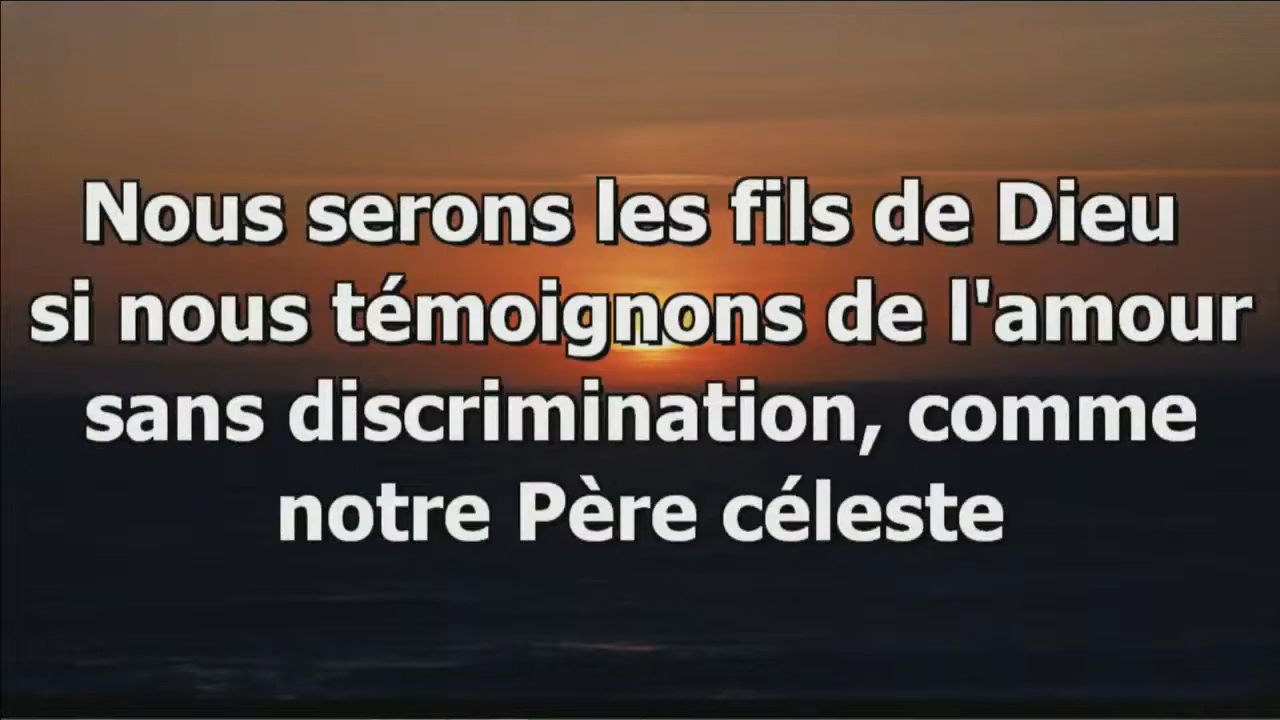 Nous serons les fils de Dieu
si nous témoignons de l'amour
sans discrimination, comme
notre Père céleste